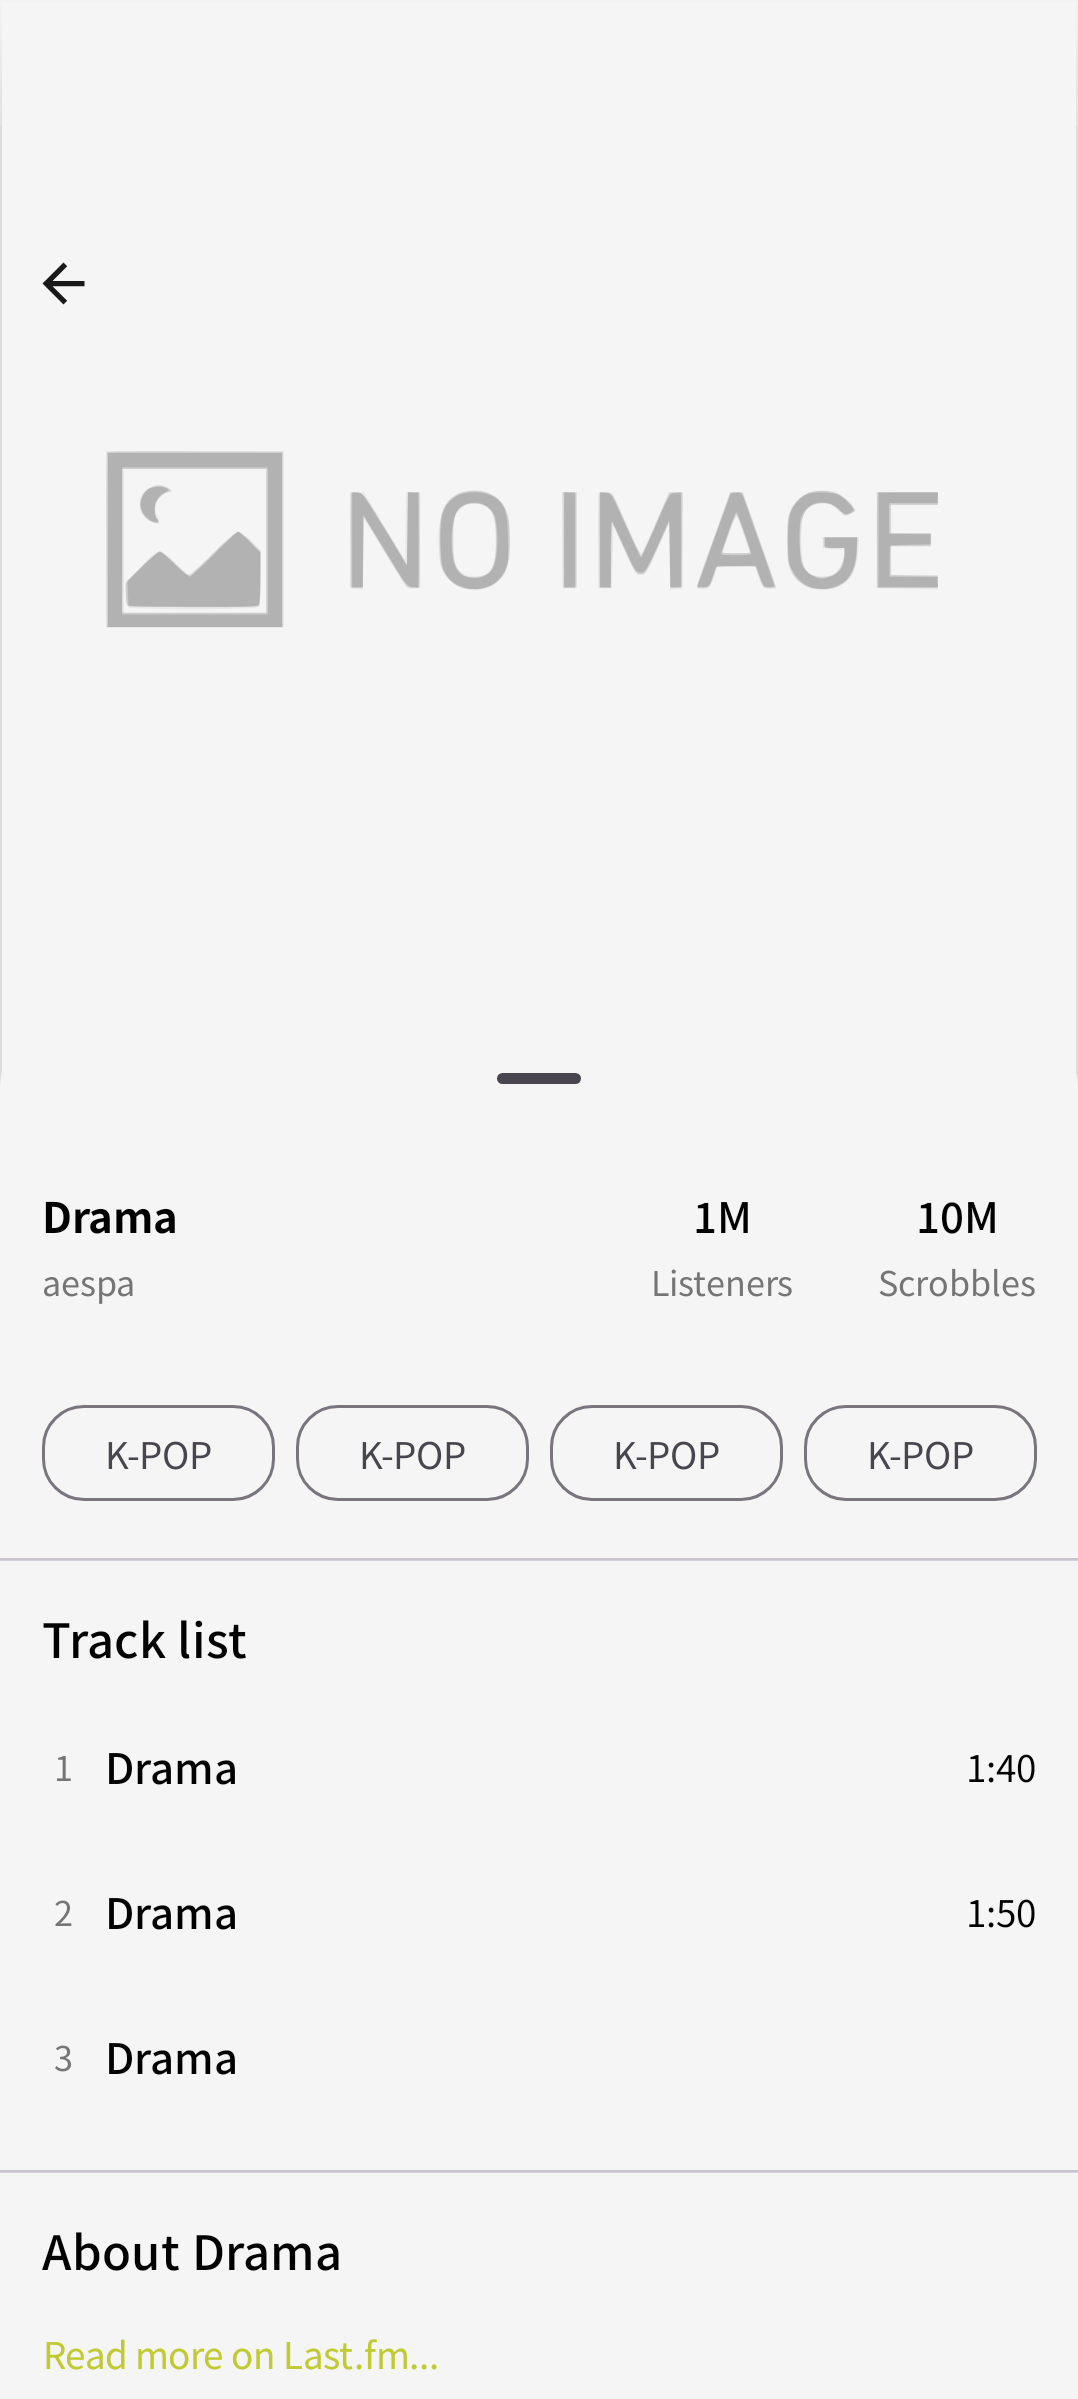 NO IMAGE
Drama 1M 10M
aespa Listeners Scrobbles
K-POP K-POP K-POP K-POP
Track list
1 Drama 1:40
2 Drama 1:50
3 Drama
About Drama
Read more on Last.fm...